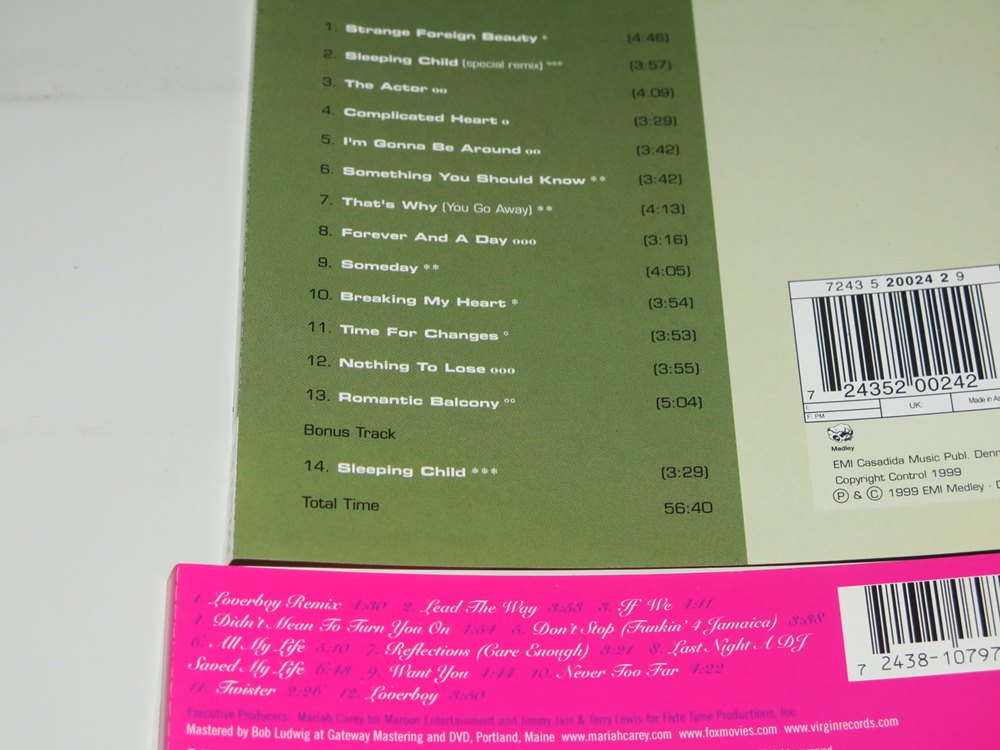 1. Strange Foreign Beauty * (4:46)
2. Sleeping Child (special remix) °°° (3:57)
3. The Actor oo (4:09)
4. Complicated Heart o (3:29)
5. I'm Gonna Be Around oo (3:42)
6. Something You Should Know ** (3:42)
7. That's Why (You Go Away) ** (4:13)
8. Forever And A Day ooo (3:16)
9. Someday ** (4:05)
10. Breaking My Heart * (3:54)
11. Time For Changes ° (3:53)
12. Nothing To Lose ooo (3:55)
13. Romantic Balcony °° (5:04)
Bonus Track
14. Sleeping Child *** (3:29)
Total Time 56:40
7243 5 20024 2 9
7 24352 00242
F: PM
UK:
Made in
Medley
EMI Casadida Music Publ.
Copyright Control 1999
Ⓟ & © 1999 EMI Medley ·
1. Loverboy Remix 4:30 2. Lead The Way 3:53 3. If We 4:11
4. Didn't Mean To Turn You On 4:54 5. Don't Stop (Funkin' 4 Jamaica) 3:38
6. All My Life 5:10 7. Reflections (Care Enough) 3:21 8. Last Night A DJ
Saved My Life 6:43 9. Want You 4:44 10. Never Too Far 4:22
11. Twister 2:26 12. Loverboy 3:50
Executive Producers: Mariah Carey for Maroon Entertainment and Jimmy Jam & Terry Lewis for Flyte Tyme Productions, Inc.
Mastered by Bob Ludwig at Gateway Mastering and DVD, Portland, Maine www.mariahcarey.com www.foxmovies.com www.virginrecords.com
7 2438-10797